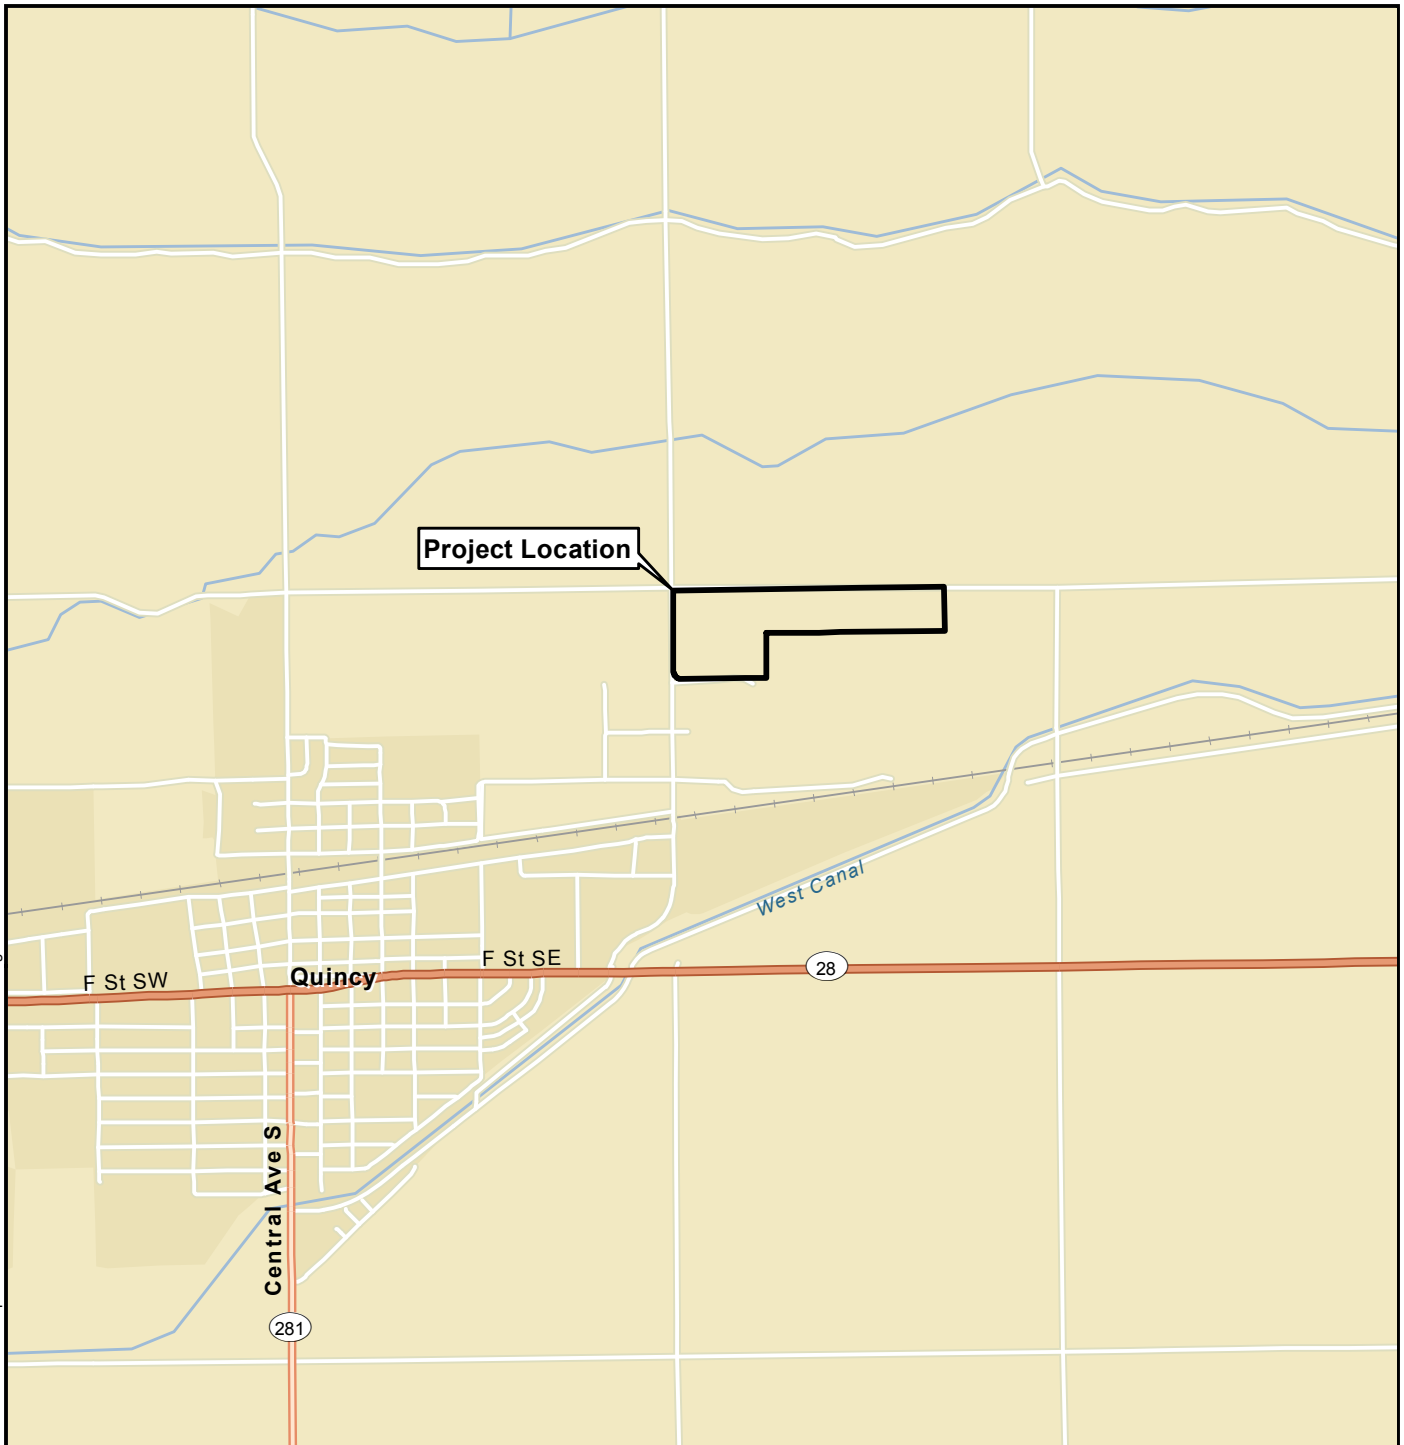 Project Location
West Canal
F St SE
28
F St SW
Quincy
Central Ave S
281